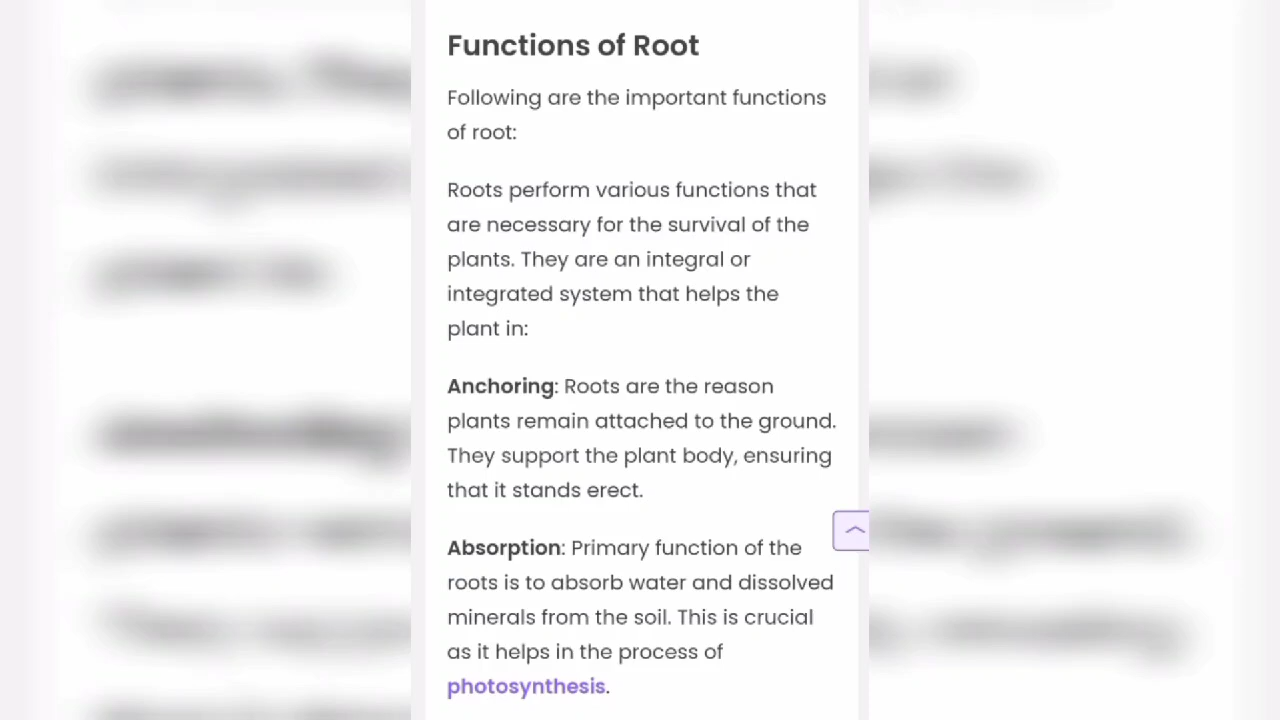 Functions of Root
Following are the important functions
of root:
Roots perform various functions that
are necessary for the survival of the
plants. They are an integral or
integrated system that helps the
plant in:
Anchoring: Roots are the reason
plants remain attached to the ground.
They support the plant body, ensuring
that it stands erect.
Absorption: Primary function of the
roots is to absorb water and dissolved
minerals from the soil. This is crucial
as it helps in the process of
photosynthesis.